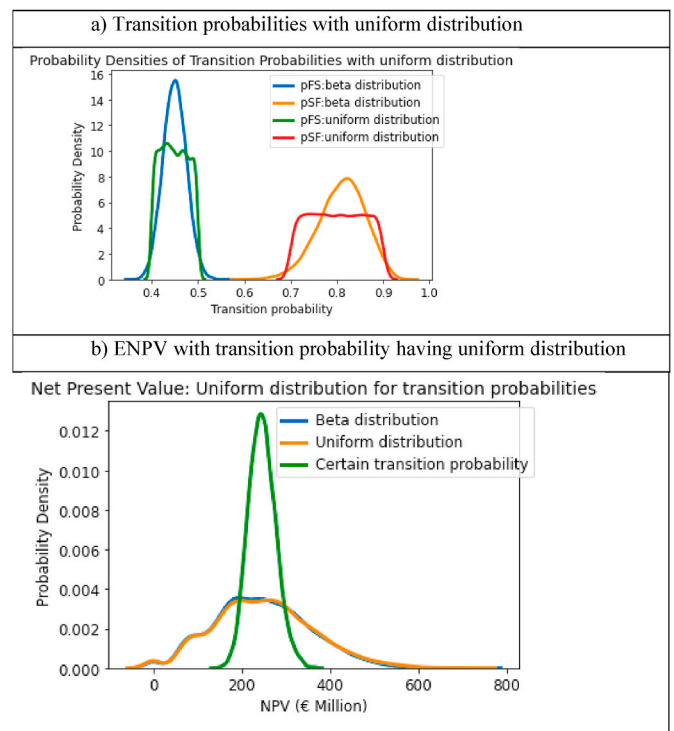 a) Transition probabilities with uniform distribution
Probability Densities of Transition Probabilities with uniform distribution
16
14
12
10
8
6
4
2
0
Probability Density
pFS:beta distribution
pSF:beta distribution
pFS:uniform distribution
pSF:uniform distribution
0.4 0.5 0.6 0.7 0.8 0.9 1.0
Transition probability
b) ENPV with transition probability having uniform distribution
Net Present Value: Uniform distribution for transition probabilities
0.012
0.010
0.008
0.006
0.004
0.002
0.000
Probability Density
Beta distribution
Uniform distribution
Certain transition probability
0 200 400 600 800
NPV (€ Million)